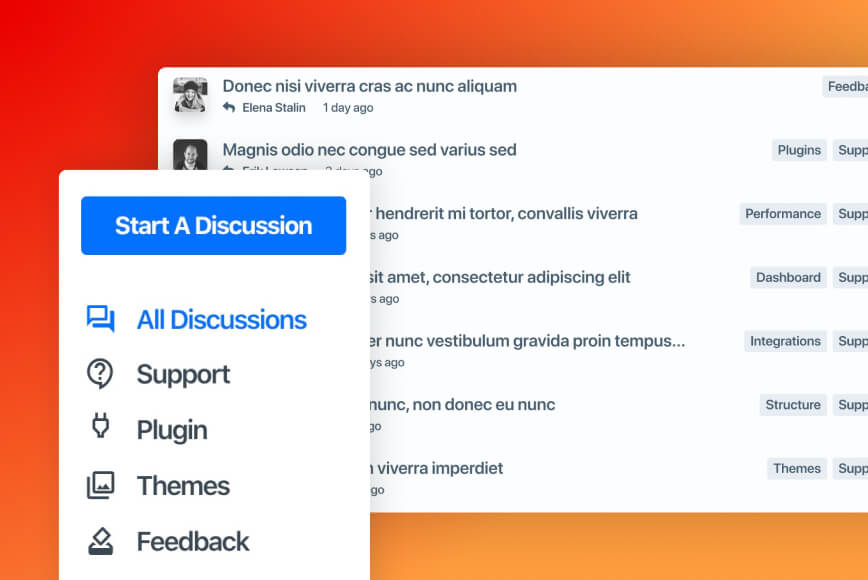 Donec nisi viverra cras ac nunc aliquam
Feedba
Elena Stalin 1 day ago
Magnis odio nec congue sed varius sed
Plugins Supp
ago
hendrerit mi tortor, convallis viverra
Performance Supp
s ago
sit amet, consectetur adipiscing elit
Dashboard Supp
s ago
er nunc vestibulum gravida proin tempus...
Integrations Supp
ys ago
nunc, non donec eu nunc
Structure Supp
go
viverra imperdiet
Themes Supp
go
Start A Discussion
All Discussions
Support
Plugin
Themes
Feedback